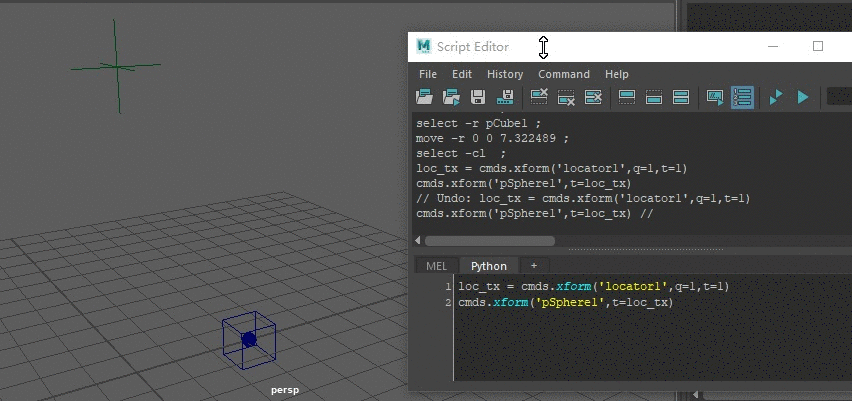 Script Editor
File Edit History Command Help
select -r pCube1 ;
move -r 0 0 7.322489 ;
select -cl  ;
loc_tx = cmds.xform('locator1',q=1,t=1)
cmds.xform('pSphere1',t=loc_tx)
// Undo: loc_tx = cmds.xform('locator1',q=1,t=1)
cmds.xform('pSphere1',t=loc_tx) //
MEL Python +
1 loc_tx = cmds.xform('locator1',q=1,t=1)
2 cmds.xform('pSphere1',t=loc_tx)
persp